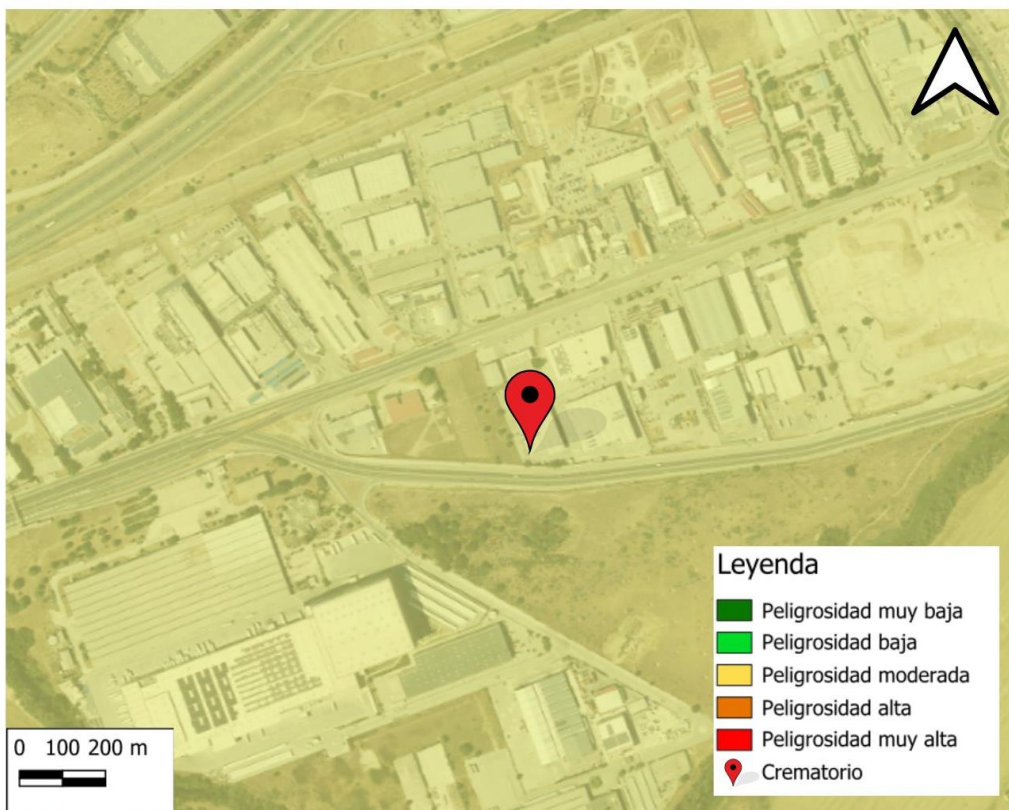 Leyenda
Peligrosidad muy baja
Peligrosidad baja
Peligrosidad moderada
Peligrosidad alta
Peligrosidad muy alta
Crematorio
0 100 200 m